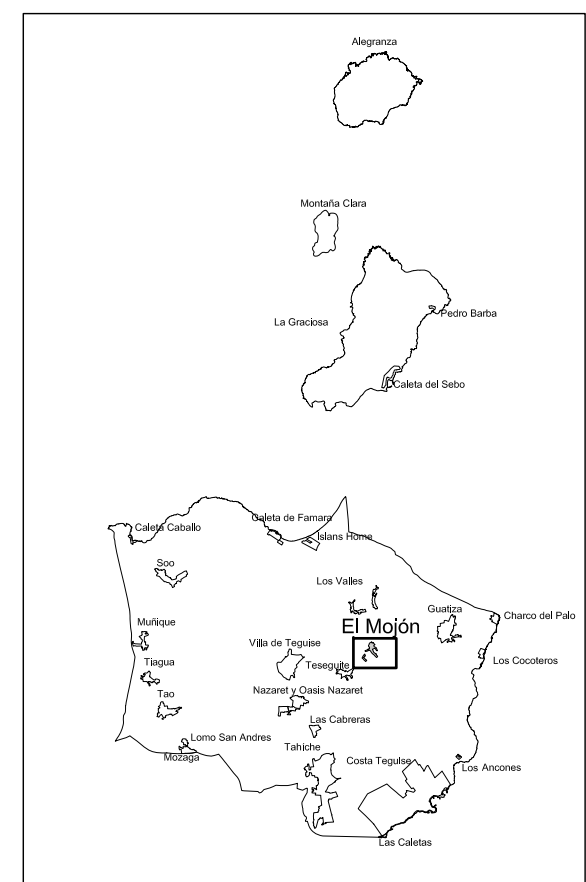 Alegranza
Montaña Clara
La Graciosa
Pedro Barba
Caleta del Sebo
Caleta de Famara
Caleta Caballo
Islans Home
Soo
Los Valles
Guatiza
Charco del Palo
Muñique
El Mojón
Villa de Teguise
Los Cocoteros
Tiagua
Teseguite
Nazaret y Oasis Nazaret
Tao
Las Cabreras
Lomo San Andres
Tahiche
Mozaga
Costa Teguise
Los Ancones
Las Caletas